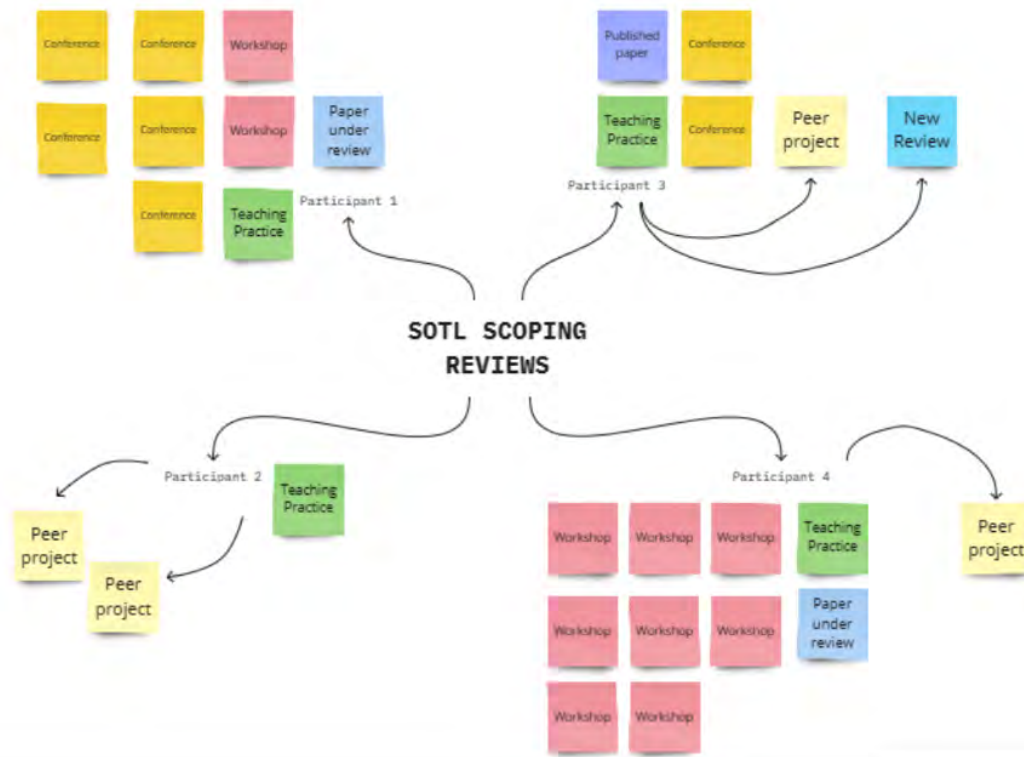 Conference
Conference
Workshop
Conference
Conference
Workshop
Paper
under
review
Conference
Teaching
Practice
Participant 1
Published
paper
Conference
Teaching
Practice
Conference
Peer
project
New
Review
Participant 3
SOTL SCOPING
REVIEWS
Participant 2
Teaching
Practice
Peer
project
Peer
project
Participant 4
Workshop
Workshop
Workshop
Teaching
Practice
Peer
project
Workshop
Workshop
Workshop
Paper
under
review
Workshop
Workshop